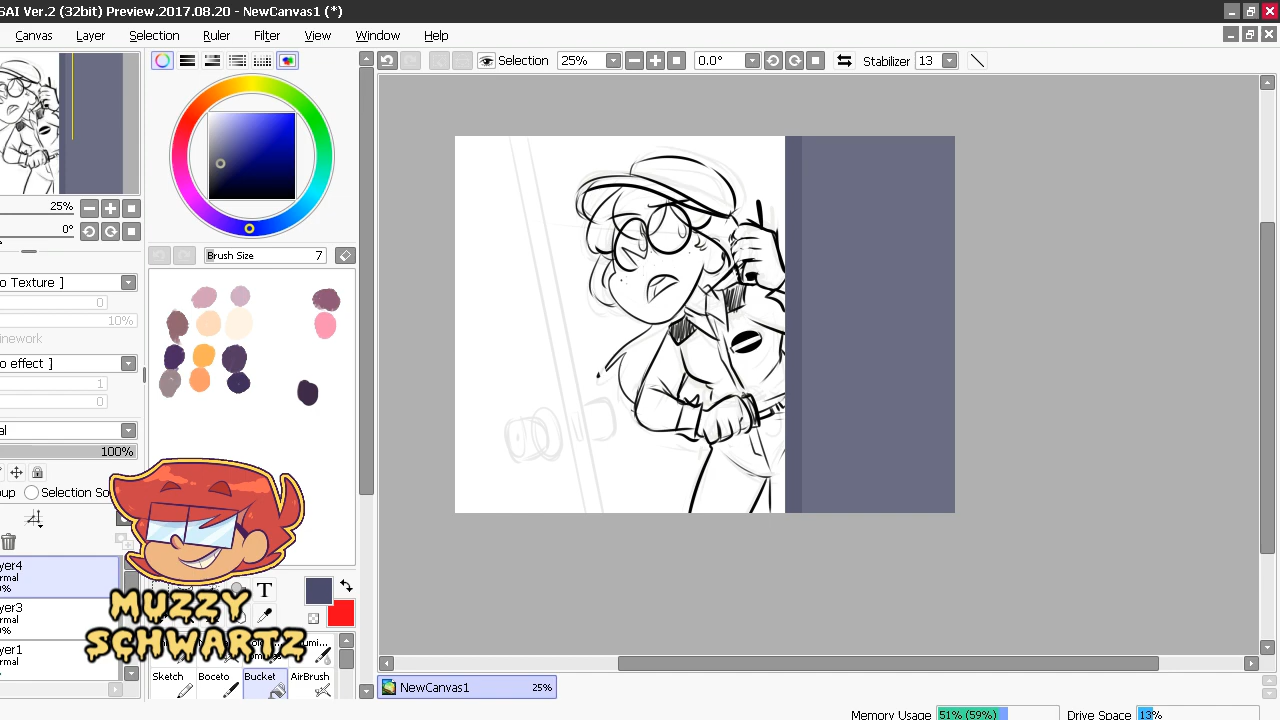 SAI Ver.2 (32bit) Preview.2017.08.20 - NewCanvas1 (*)
Canvas Layer Selection Ruler Filter View Window Help
Selection 25% 0.0° Stabilizer 13
25%
0°
Brush Size 7
o Texture ]
0
10%
inework
o effect ]
1
0
al
100%
oup Selection So
yer4
rmal
yer3
rmal
yer1
rmal
T
MUZZY
SCHWARTZ
Sketch Boceto Bucket AirBrush
NewCanvas1 25%
Memory Usage 51% (59%) Drive Space 13%